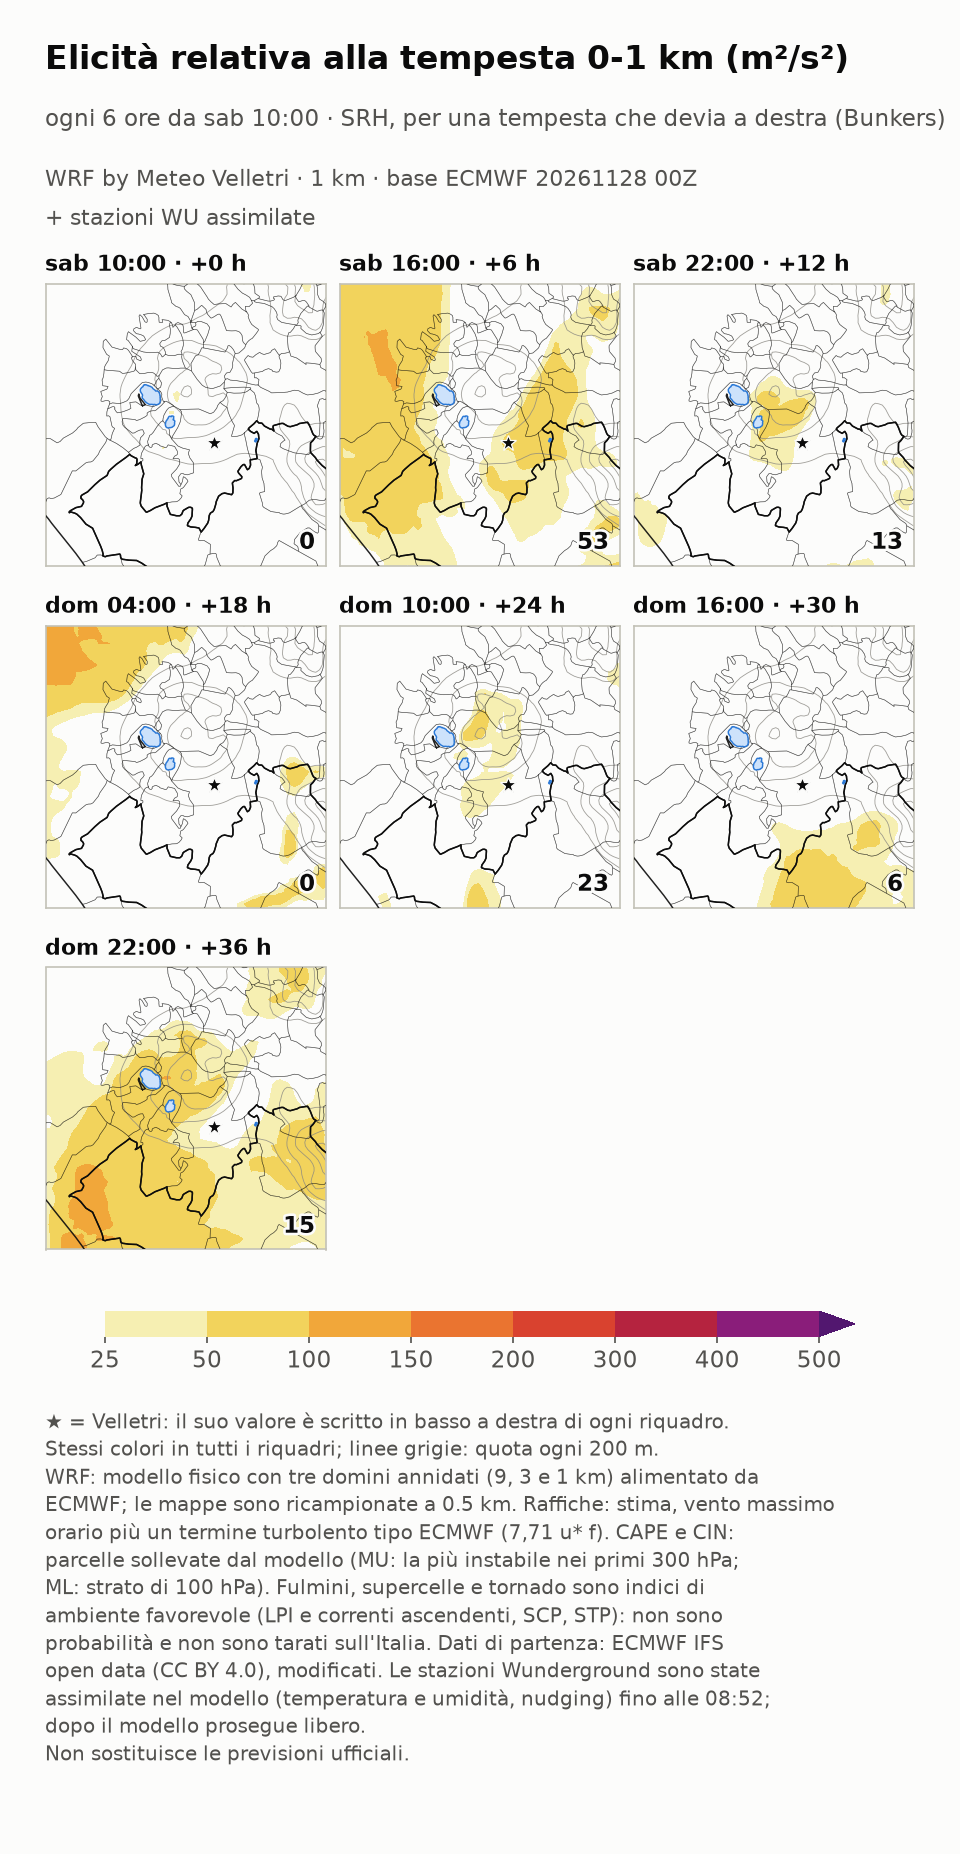 Elicità relativa alla tempesta 0-1 km (m²/s²)
ogni 6 ore da sab 10:00 · SRH, per una tempesta che devia a destra (Bunkers)
WRF by Meteo Velletri · 1 km · base ECMWF 20261128 00Z
+ stazioni WU assimilate
sab 10:00 · +0 h
sab 16:00 · +6 h
sab 22:00 · +12 h
0
53
13
dom 04:00 · +18 h
dom 10:00 · +24 h
dom 16:00 · +30 h
0
23
6
dom 22:00 · +36 h
15
25 50 100 150 200 300 400 500
★ = Velletri: il suo valore è scritto in basso a destra di ogni riquadro.
Stessi colori in tutti i riquadri; linee grigie: quota ogni 200 m.
WRF: modello fisico con tre domini annidati (9, 3 e 1 km) alimentato da
ECMWF; le mappe sono ricampionate a 0.5 km. Raffiche: stima, vento massimo
orario più un termine turbolento tipo ECMWF (7,71 u* f). CAPE e CIN:
parcelle sollevate dal modello (MU: la più instabile nei primi 300 hPa;
ML: strato di 100 hPa). Fulmini, supercelle e tornado sono indici di
ambiente favorevole (LPI e correnti ascendenti, SCP, STP): non sono
probabilità e non sono tarati sull'Italia. Dati di partenza: ECMWF IFS
open data (CC BY 4.0), modificati. Le stazioni Wunderground sono state
assimilate nel modello (temperatura e umidità, nudging) fino alle 08:52;
dopo il modello prosegue libero.
Non sostituisce le previsioni ufficiali.